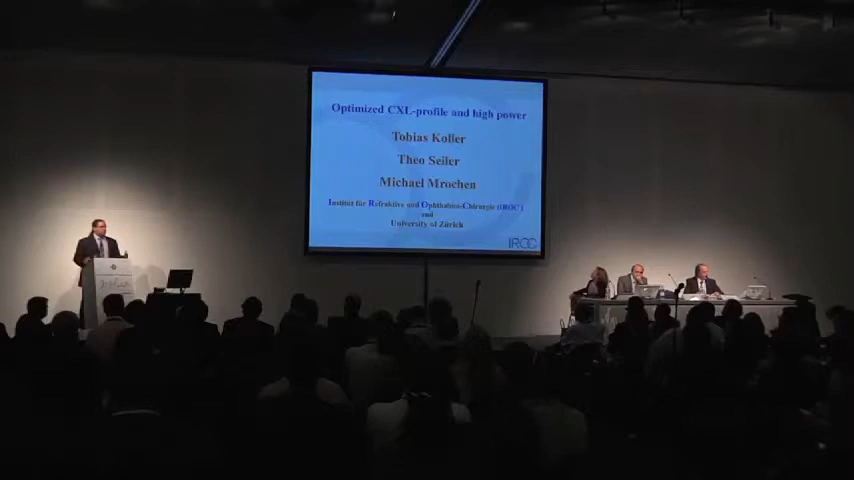 Optimized CXL-profile and high power
Tobias Koller
Theo Seiler
Michael Mrochen
Institut für Refraktive und Ophthalmo-Chirurgie (IROC)
and
University of Zürich
IROC